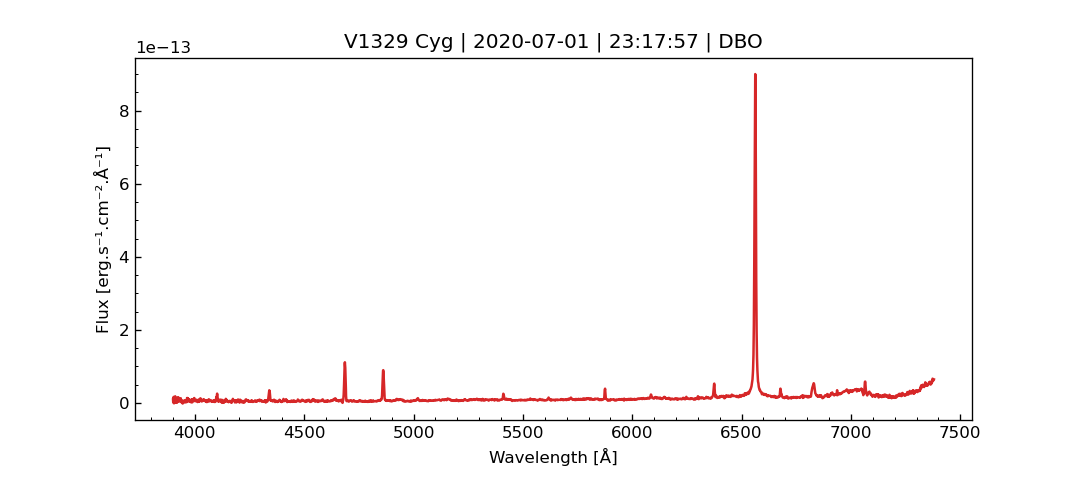 V1329 Cyg | 2020-07-01 | 23:17:57 | DBO
1e−13
8
6
4
2
0
Flux [erg.s⁻¹.cm⁻².Å⁻¹]
4000 4500 5000 5500 6000 6500 7000 7500
Wavelength [Å]